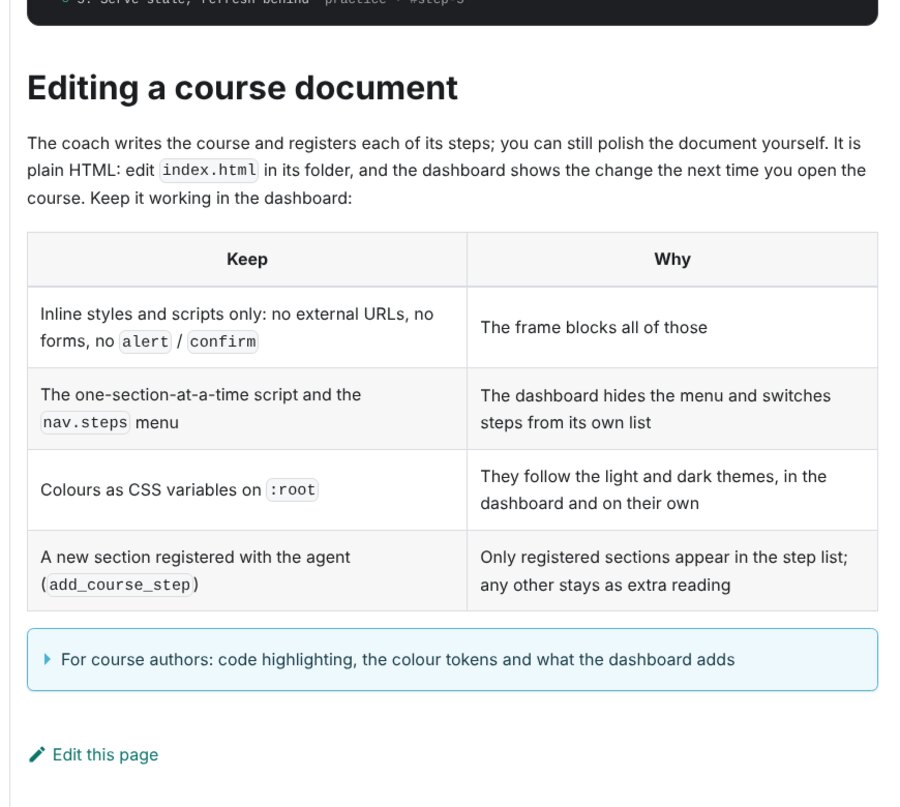 Editing a course document
The coach writes the course and registers each of its steps; you can still polish the document yourself. It is
plain HTML: edit index.html in its folder, and the dashboard shows the change the next time you open the
course. Keep it working in the dashboard:
Keep
Why
Inline styles and scripts only: no external URLs, no
forms, no alert / confirm
The frame blocks all of those
The one-section-at-a-time script and the
nav.steps menu
The dashboard hides the menu and switches
steps from its own list
Colours as CSS variables on :root
They follow the light and dark themes, in the
dashboard and on their own
A new section registered with the agent
(add_course_step)
Only registered sections appear in the step list;
any other stays as extra reading
For course authors: code highlighting, the colour tokens and what the dashboard adds
Edit this page